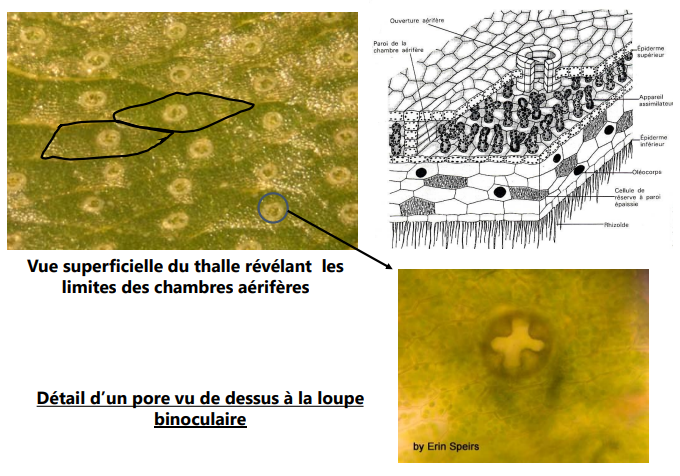 Ouverture aérifère
Paroi de la
chambre aérifère
Épiderme
supérieur
Appareil
assimilateur
Épiderme
inférieur
Oléocorps
Cellule de
réserve à paroi
épaissie
Rhizoïde
Vue superficielle du thalle révélant les
limites des chambres aérifères
Détail d’un pore vu de dessus à la loupe
binoculaire
by Erin Speirs